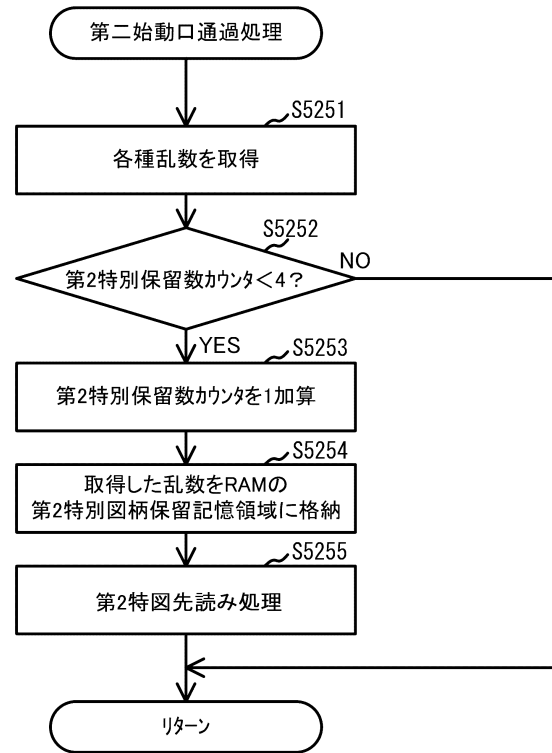 第二始動口通過処理
S5251
各種乱数を取得
S5252
第2特別保留数カウンタ<4?
NO
YES
S5253
第2特別保留数カウンタを1加算
S5254
取得した乱数をRAMの
第2特別図柄保留記憶領域に格納
S5255
第2特図先読み処理
リターン